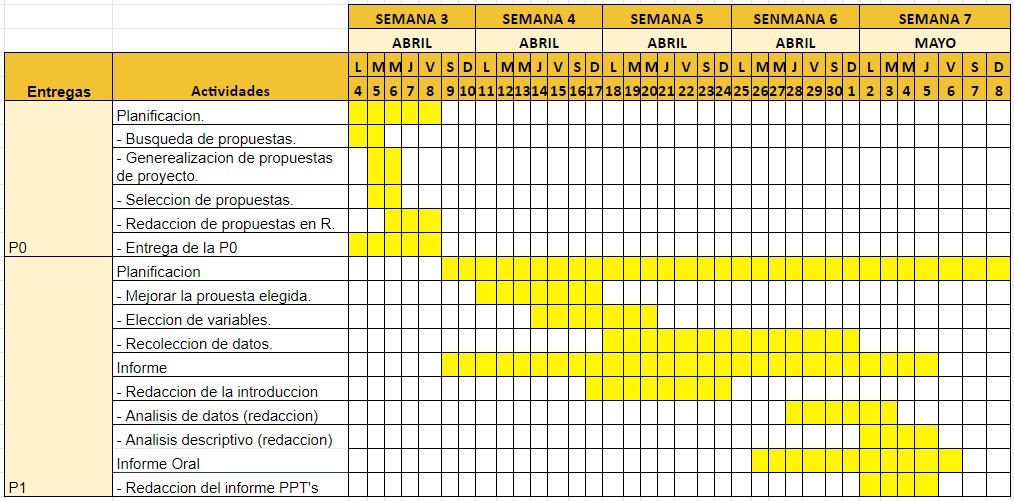 SEMANA 3 SEMANA 4 SEMANA 5 SENMANA 6 SEMANA 7
ABRIL ABRIL ABRIL ABRIL MAYO
L M M J V S D L M M J V S D L M M J V S D L M M J V S D L M M J V S D
Entregas Actividades 4 5 6 7 8 9 10 11 12 13 14 15 16 17 18 19 20 21 22 23 24 25 26 27 28 29 30 1 2 3 4 5 6 7 8
Planificacion.
- Busqueda de propuestas.
- Generealizacion de propuestas
de proyecto.
- Seleccion de propuestas.
- Redaccion de propuestas en R.
P0 - Entrega de la P0
Planificacion
- Mejorar la prouesta elegida.
- Eleccion de variables.
- Recoleccion de datos.
Informe
- Redaccion de la introduccion
- Analisis de datos (redaccion)
- Analisis descriptivo (redaccion)
Informe Oral
P1 - Redaccion del informe PPT's